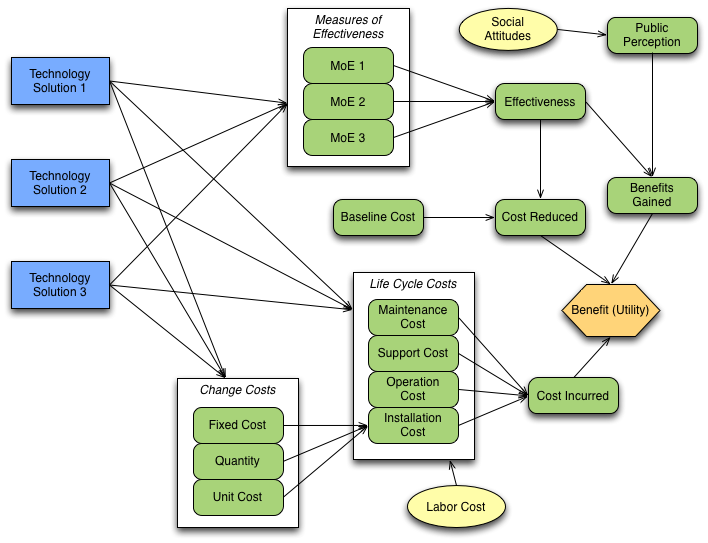 Measures of
Effectiveness
MoE 1
MoE 2
MoE 3
Social
Attitudes
Public
Perception
Technology
Solution 1
Effectiveness
Technology
Solution 2
Benefits
Gained
Baseline Cost
Cost Reduced
Technology
Solution 3
Life Cycle Costs
Maintenance
Cost
Support Cost
Operation
Cost
Installation
Cost
Benefit (Utility)
Cost Incurred
Change Costs
Fixed Cost
Quantity
Unit Cost
Labor Cost